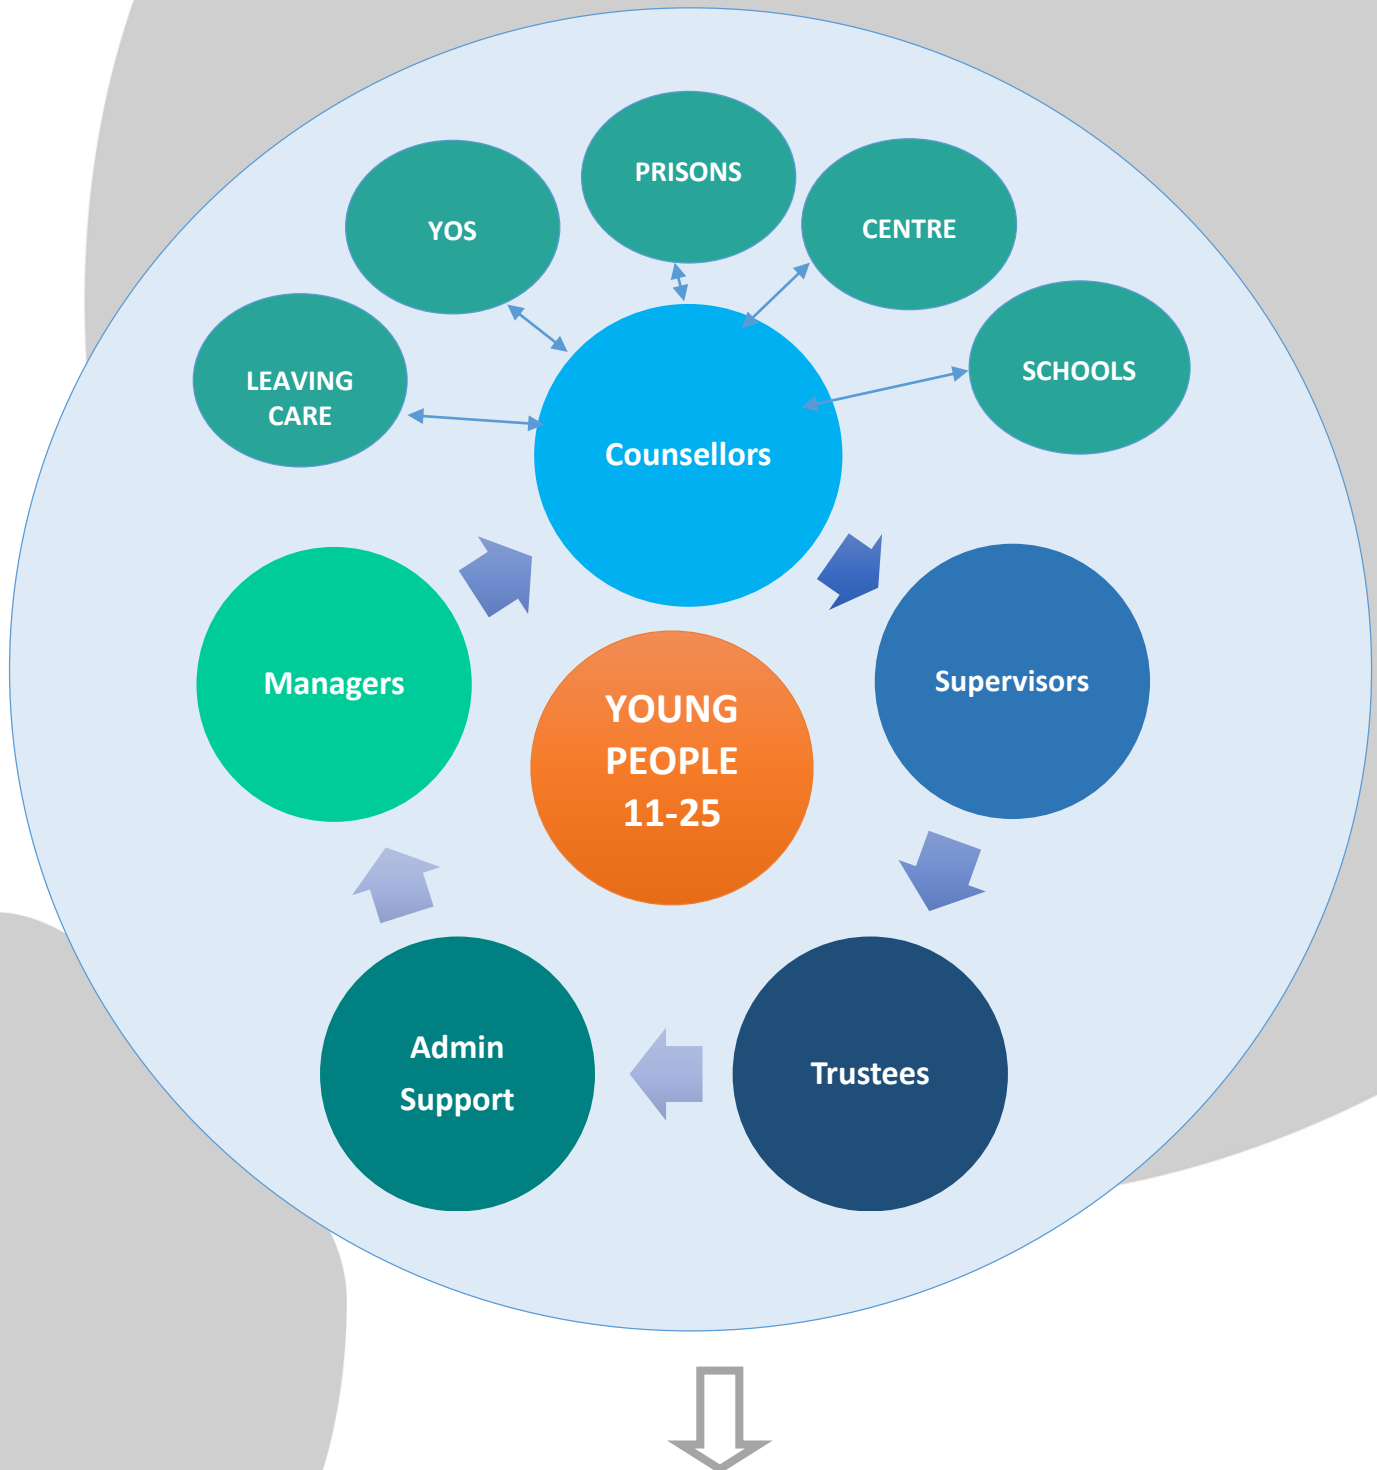 PRISONS
YOS
CENTRE
LEAVING
CARE
SCHOOLS
Counsellors
Managers
Supervisors
YOUNG
PEOPLE
11-25
Admin
Support
Trustees